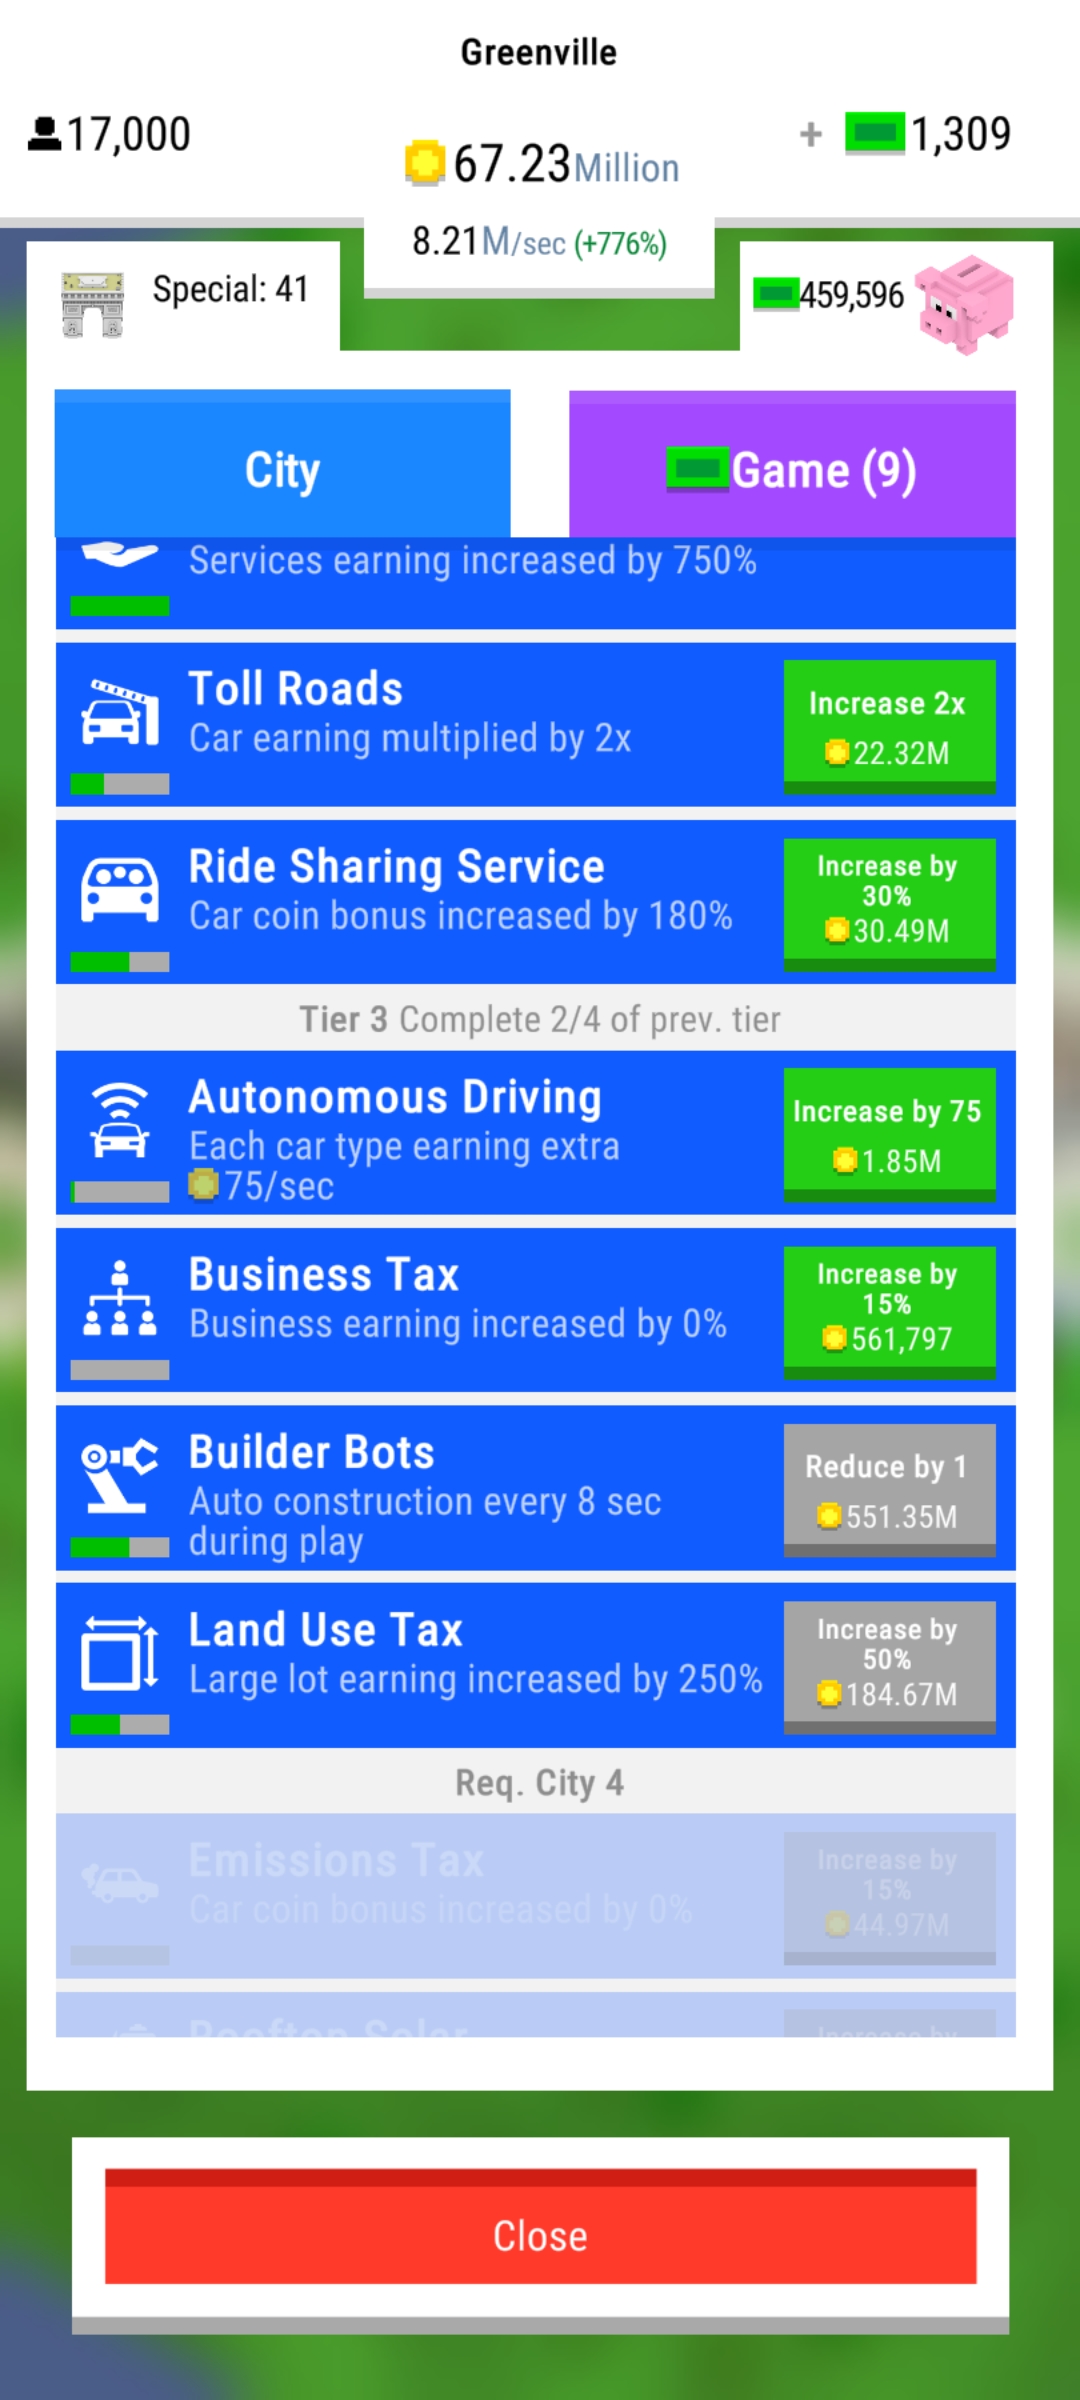 Greenville
17,000
67.23Million
+ 1,309
8.21M/sec (+776%)
Special: 41
459,596
City
Game (9)
Services earning increased by 750%
Toll Roads
Car earning multiplied by 2x
Increase 2x
22.32M
Ride Sharing Service
Car coin bonus increased by 180%
Increase by
30%
30.49M
Tier 3 Complete 2/4 of prev. tier
Autonomous Driving
Each car type earning extra
75/sec
Increase by 75
1.85M
Business Tax
Business earning increased by 0%
Increase by
15%
561,797
Builder Bots
Auto construction every 8 sec
during play
Reduce by 1
551.35M
Land Use Tax
Large lot earning increased by 250%
Increase by
50%
184.67M
Req. City 4
Emissions Tax
Car coin bonus increased by 0%
Increase by
15%
44.97M
Rooftop Solar
Increase by
Close